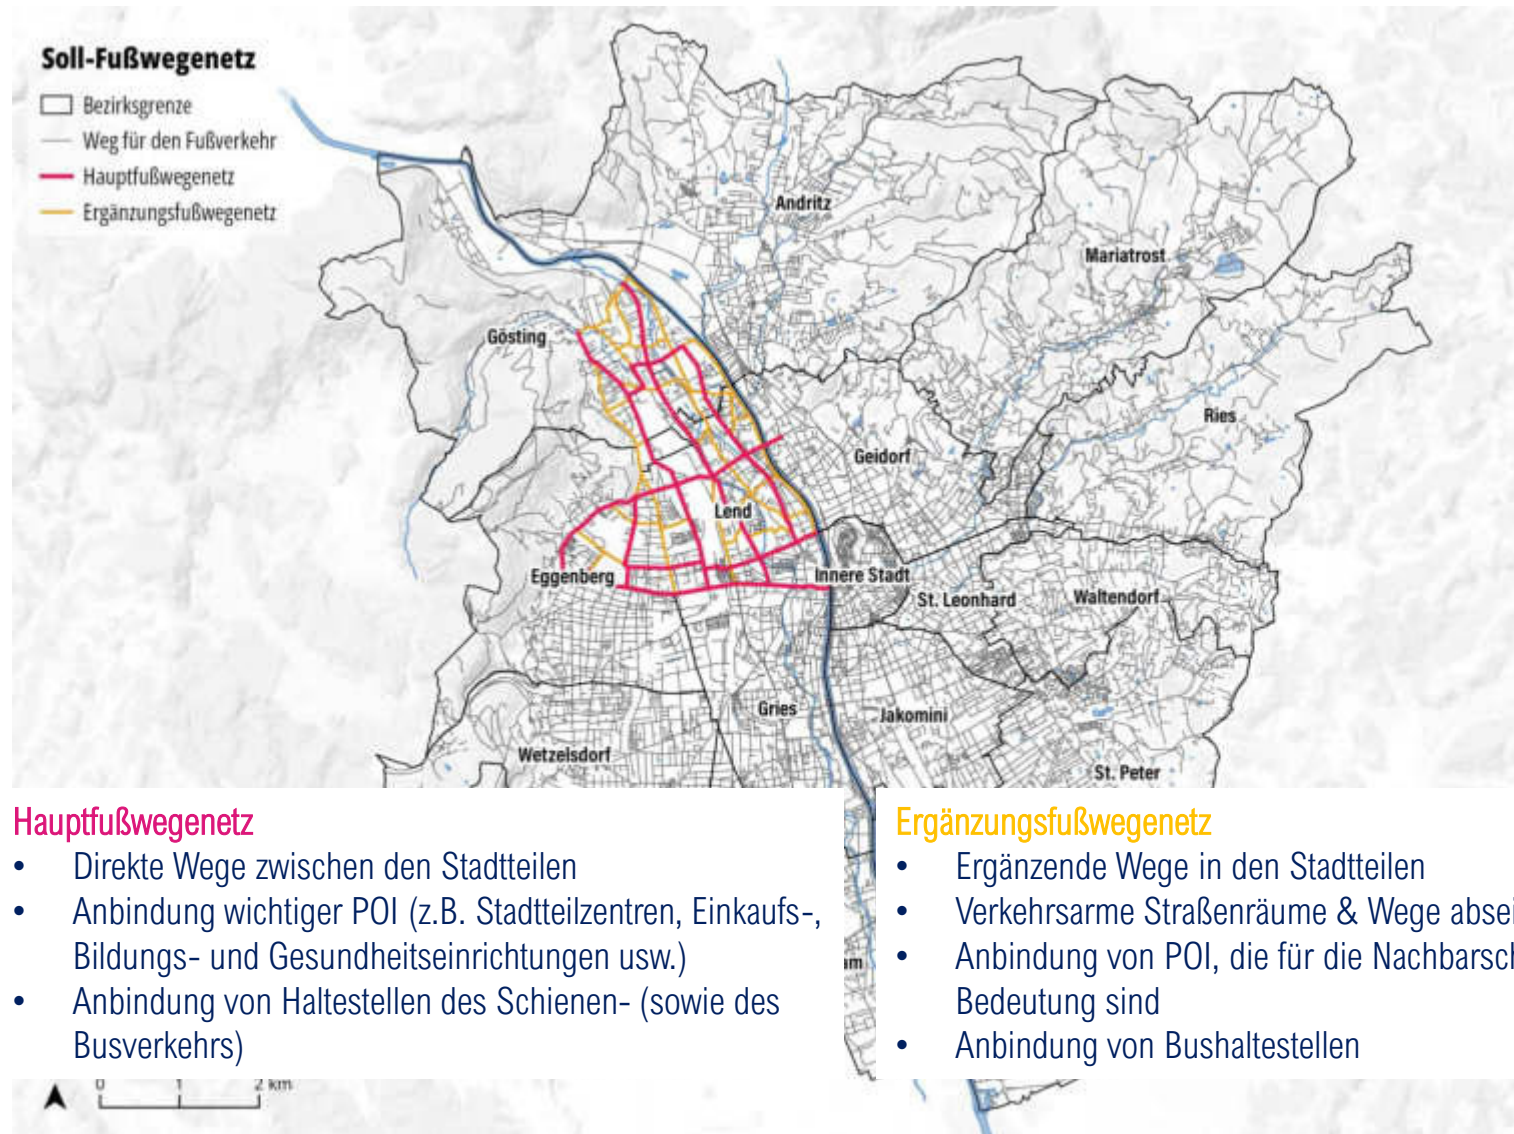 Soll-Fußwegenetz
Bezirksgrenze
Weg für den Fußverkehr
Hauptfußwegenetz
Ergänzungsfußwegenetz
Andritz
Mariatrost
Gösting
Ries
Geidorf
Lend
Eggenberg
Innere Stadt
St. Leonhard
Waltendorf
Gries
Jakomini
Wetzelsdorf
St. Peter
Hauptfußwegenetz
• Direkte Wege zwischen den Stadtteilen
• Anbindung wichtiger POI (z.B. Stadtteilzentren, Einkaufs-,
Bildungs- und Gesundheitseinrichtungen usw.)
• Anbindung von Haltestellen des Schienen- (sowie des
Busverkehrs)
Ergänzungsfußwegenetz
• Ergänzende Wege in den Stadtteilen
• Verkehrsarme Straßenräume & Wege
• Anbindung von POI, die für die
Bedeutung sind
• Anbindung von Bushaltestellen
0 1 2 km